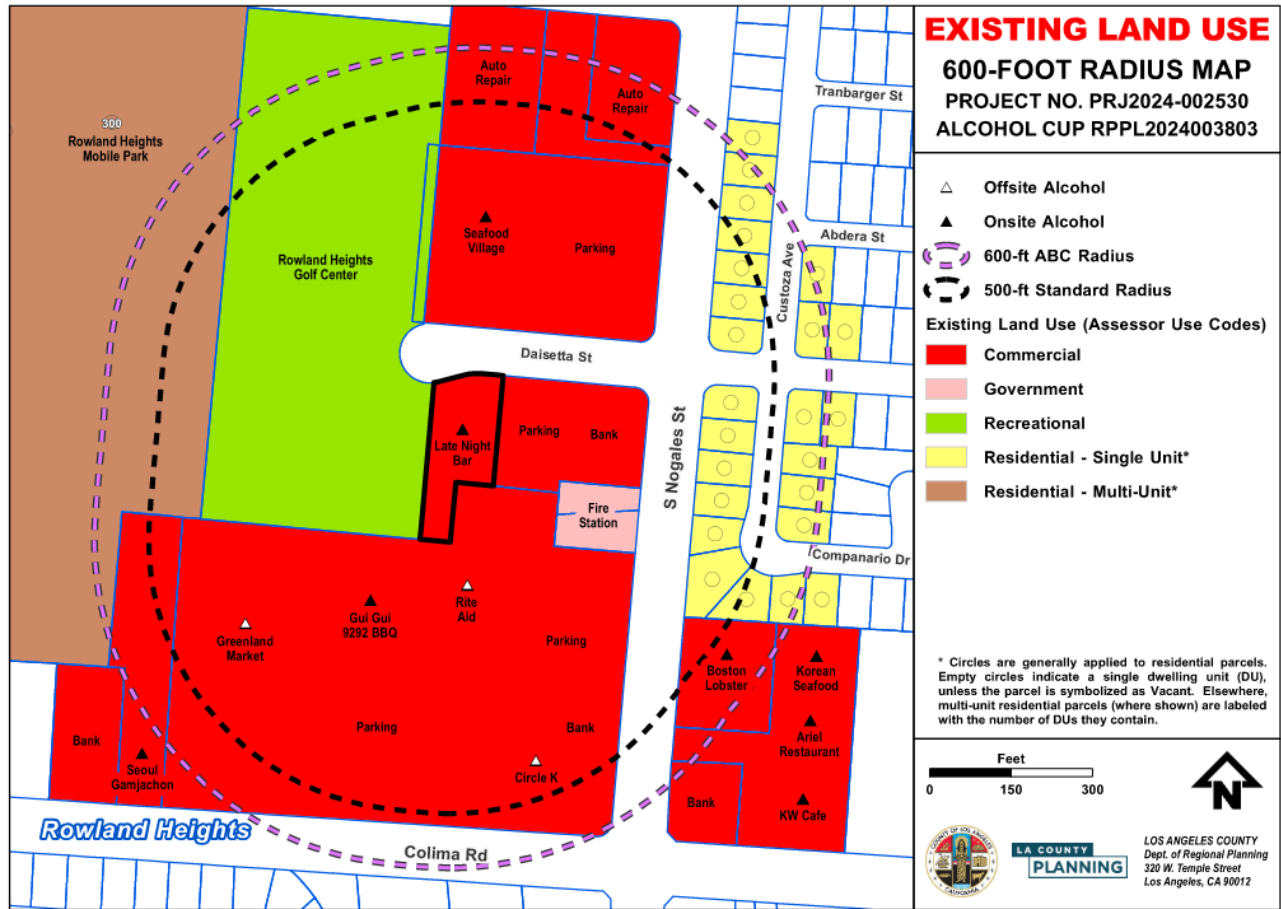 EXISTING LAND USE
600-FOOT RADIUS MAP
PROJECT NO. PRJ2024-002530
ALCOHOL CUP RPPL2024003803
Offsite Alcohol
Onsite Alcohol
600-ft ABC Radius
500-ft Standard Radius
Existing Land Use (Assessor Use Codes)
Commercial
Government
Recreational
Residential - Single Unit*
Residential - Multi-Unit*
* Circles are generally applied to residential parcels.
Empty circles indicate a single dwelling unit (DU),
unless the parcel is symbolized as Vacant. Elsewhere,
multi-unit residential parcels (where shown) are labeled
with the number of DUs they contain.
Feet
0 150 300
N
COUNTY OF LOS ANGELES
CALIFORNIA
LA COUNTY
PLANNING
LOS ANGELES COUNTY
Dept. of Regional Planning
320 W. Temple Street
Los Angeles, CA 90012
300
Rowland Heights
Mobile Park
Auto
Repair
Auto
Repair
Tranbarger St
Rowland Heights
Golf Center
Seafood
Village
Parking
Custoza Ave
Abdera St
Daisetta St
Late Night
Bar
Parking
Bank
S Nogales St
Fire
Station
Companario Dr
Greenland
Market
Gui Gui
9292 BBQ
Rite
Aid
Parking
Boston
Lobster
Korean
Seafood
Bank
Seoul
Gamjachon
Parking
Bank
Circle K
Ariel
Restaurant
Bank
KW Cafe
Rowland Heights
Colima Rd